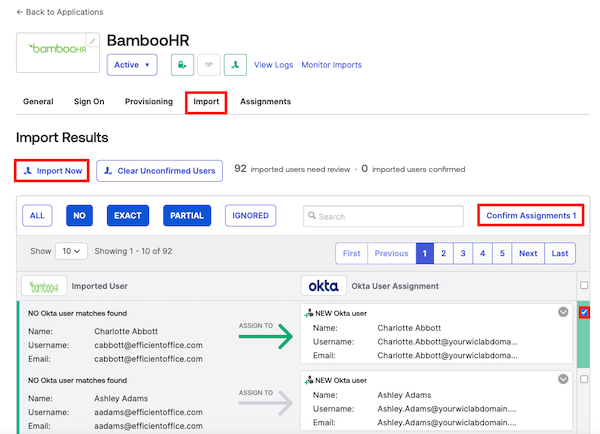 ← Back to Applications
bambooHR
BambooHR
Active ▼
View Logs
Monitor Imports
General Sign On Provisioning Import Assignments
Import Results
Import Now
Clear Unconfirmed Users
92 imported users need review • 0 imported users confirmed
ALL NO EXACT PARTIAL IGNORED
Search
Confirm Assignments 1
Show 10 Showing 1 - 10 of 92
First Previous 1 2 3 4 5 Next Last
bambooHR Imported User
okta Okta User Assignment
NO Okta user matches found
Name: Charlotte Abbott
Username: cabbott@efficientoffice.com
Email: cabbott@efficientoffice.com
ASSIGN TO
NEW Okta user
Name: Charlotte Abbott
Username: Charlotte.Abbott@yourwiclabdoma...
Email: Charlotte.Abbott@yourwiclabdoma...
NO Okta user matches found
Name: Ashley Adams
Username: aadams@efficientoffice.com
Email: aadams@efficientoffice.com
ASSIGN TO
NEW Okta user
Name: Ashley Adams
Username: Ashley.Adams@yourwiclabdomain....
Email: Ashley.Adams@yourwiclabdomain....